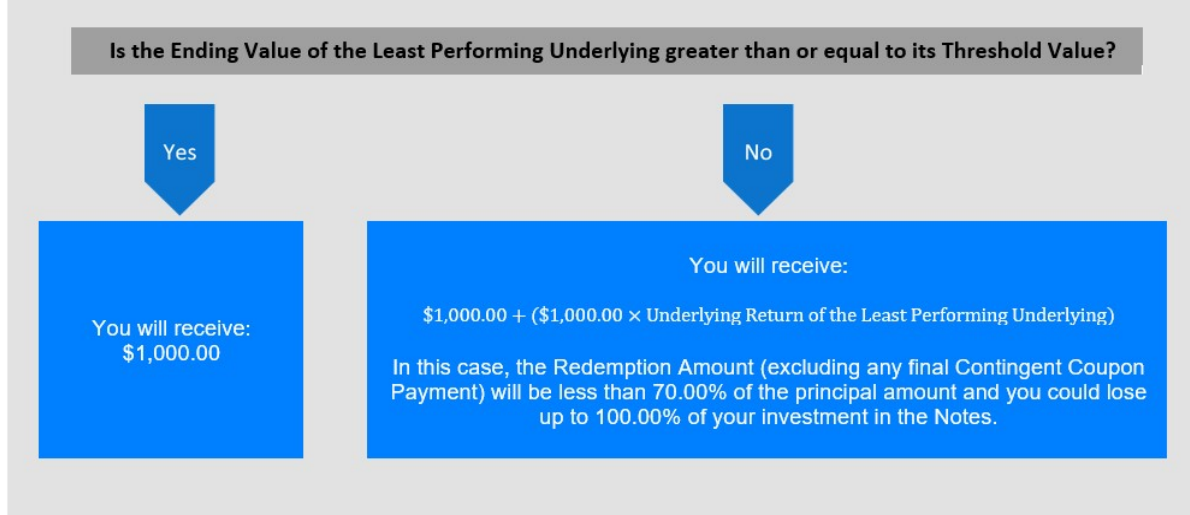 Is the Ending Value of the Least Performing Underlying greater than or equal to its Threshold Value?
Yes
No
You will receive:
$1,000.00
You will receive:
$1,000.00 + ($1,000.00 × Underlying Return of the Least Performing Underlying)
In this case, the Redemption Amount (excluding any final Contingent Coupon
Payment) will be less than 70.00% of the principal amount and you could lose
up to 100.00% of your investment in the Notes.